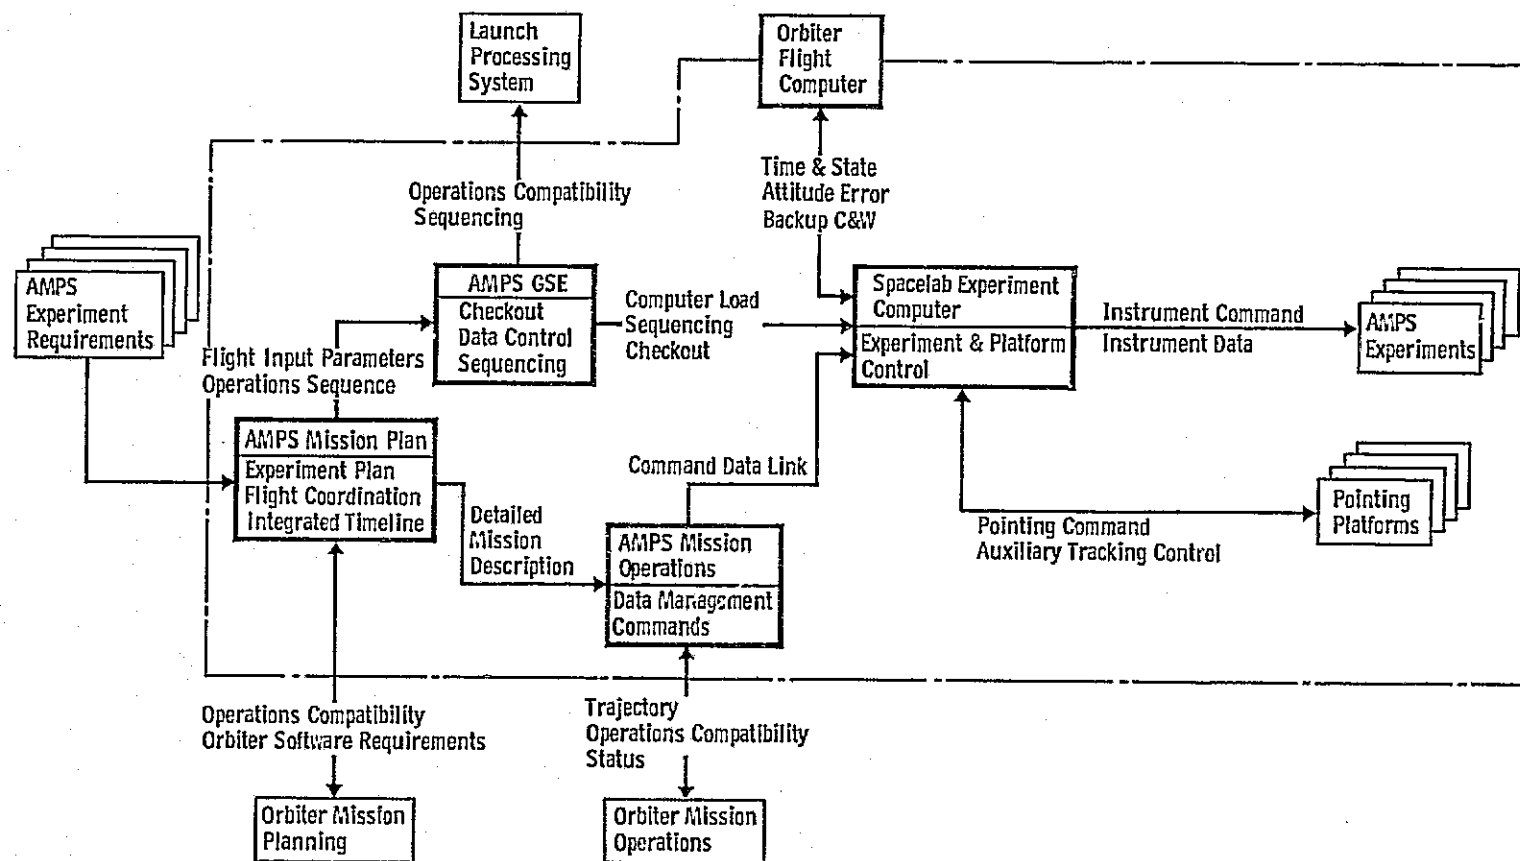 Launch
Processing
System
Orbiter
Flight
Computer
Time & State
Attitude Error
Backup C&W
Operations Compatibility
Sequencing
AMPS
Experiment
Requirements
AMPS GSE
Checkout
Data Control
Sequencing
Computer Load
Sequencing
Checkout
Spacelab Experiment
Computer
Experiment & Platform
Control
Instrument Command
Instrument Data
AMPS
Experiments
Flight Input Parameters
Operations Sequence
AMPS Mission Plan
Experiment Plan
Flight Coordination
Integrated Timeline
Command Data Link
Detailed
Mission
Description
AMPS Mission
Operations
Data Management
Commands
Pointing Command
Auxiliary Tracking Control
Pointing
Platforms
Operations Compatibility
Orbiter Software Requirements
Trajectory
Operations Compatibility
Status
Orbiter Mission
Planning
Orbiter Mission
Operations